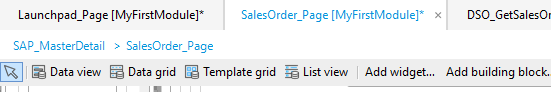 Launchpad_Page [MyFirstModule]* SalesOrder_Page [MyFirstModule]* × DSO_GetSalesO
SAP_MasterDetail > SalesOrder_Page
Data view Data grid Template grid List view Add widget... Add building block...